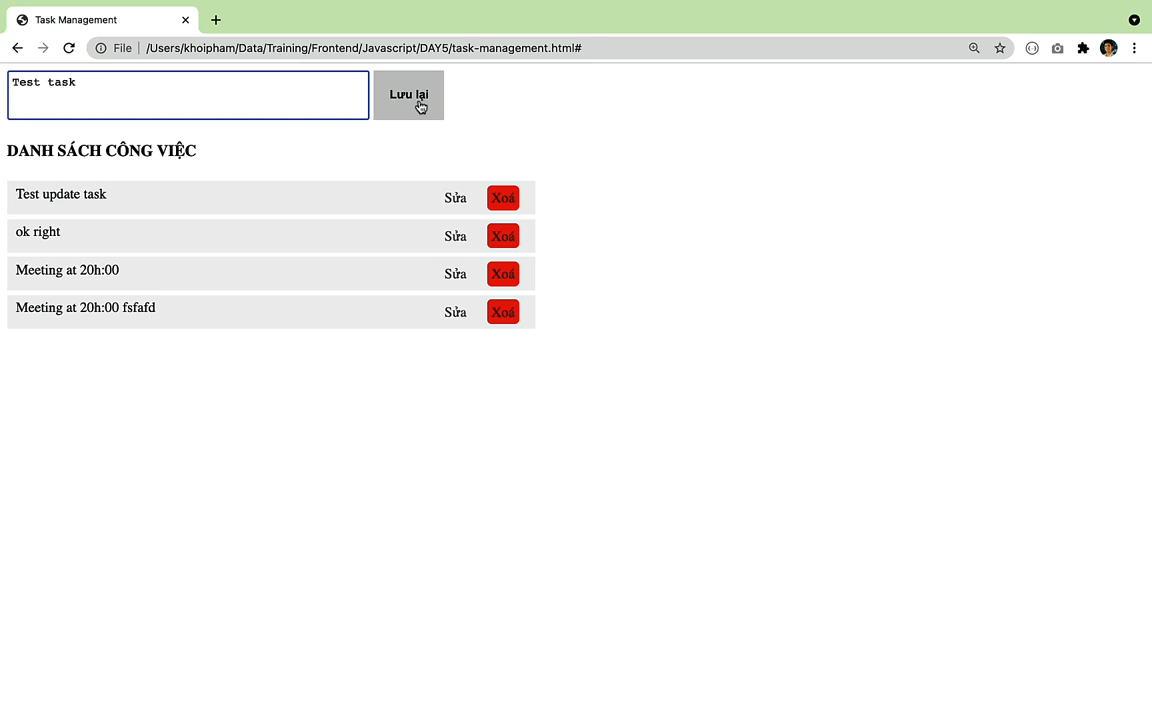 Task Management
File
/Users/khoipham/Data/Training/Frontend/Javascript/DAY5/task-management.html#
Test task
Lưu lại
DANH SÁCH CÔNG VIỆC
Test update task Sửa Xoá
ok right Sửa Xoá
Meeting at 20h:00 Sửa Xoá
Meeting at 20h:00 fsfafd Sửa Xoá